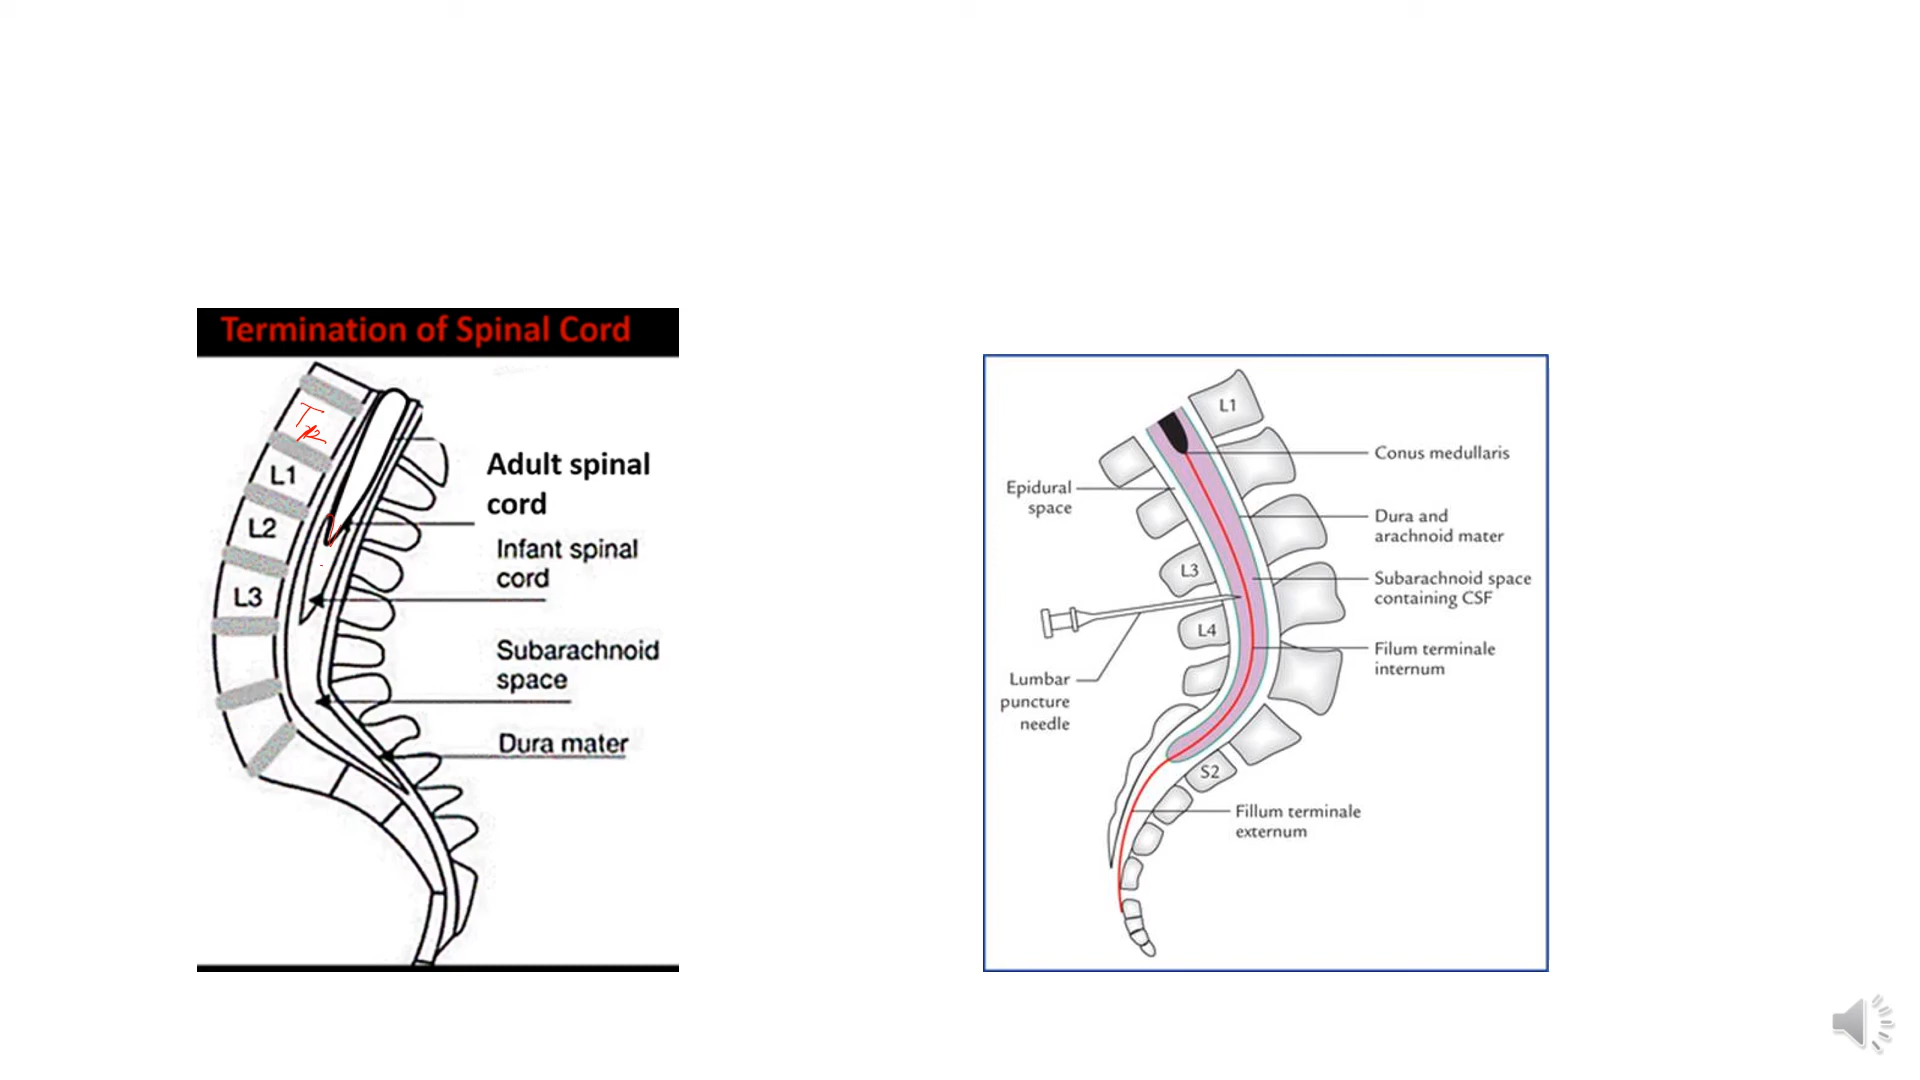 Termination of Spinal Cord
L1
L2
L3
Adult spinal
cord
Infant spinal
cord
Subarachnoid
space
Dura mater
L1
Conus medullaris
Epidural
space
Dura and
arachnoid mater
L3
Subarachnoid space
containing CSF
L4
Filum terminale
internum
Lumbar
puncture
needle
S2
Fillum terminale
externum